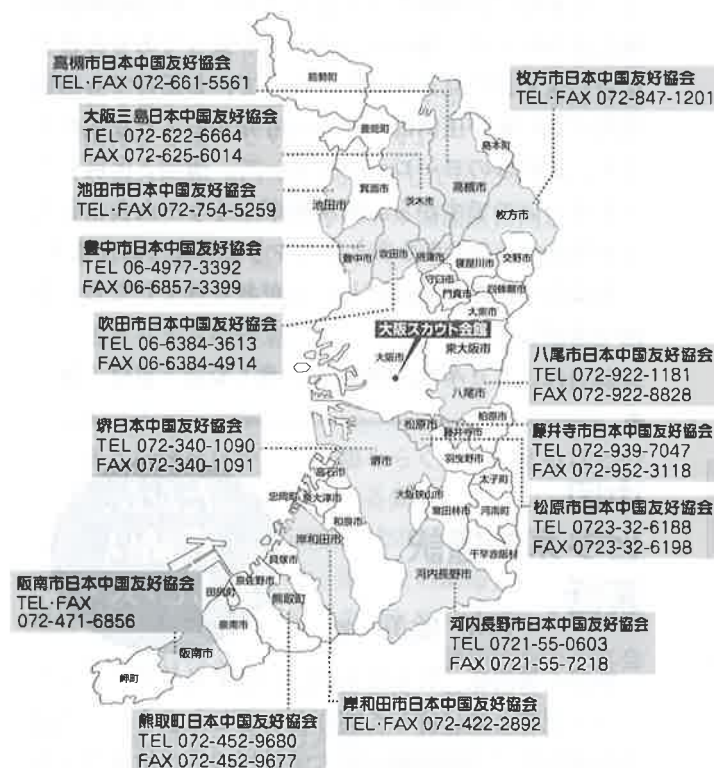 高槻市日本中国友好協会
TEL·FAX 072-661-5561
大阪三島日本中国友好協会
TEL 072-622-6664
FAX 072-625-6014
池田市日本中国友好協会
TEL·FAX 072-754-5259
豊中市日本中国友好協会
TEL 06-4977-3392
FAX 06-6857-3399
吹田市日本中国友好協会
TEL 06-6384-3613
FAX 06-6384-4914
堺日本中国友好協会
TEL 072-340-1090
FAX 072-340-1091
阪南市日本中国友好協会
TEL·FAX
072-471-6856
熊取町日本中国友好協会
TEL 072-452-9680
FAX 072-452-9677
岸和田市日本中国友好協会
TEL·FAX 072-422-2892
河内長野市日本中国友好協会
TEL 0721-55-0603
FAX 0721-55-7218
枚方市日本中国友好協会
TEL·FAX 072-847-1201
八尾市日本中国友好協会
TEL 072-922-1181
FAX 072-922-8828
藤井寺市日本中国友好協会
TEL 072-939-7047
FAX 072-952-3118
松原市日本中国友好協会
TEL 0723-32-6188
FAX 0723-32-6198
能勢町
豊能町
島本町
高槻市
茨木市
箕面市
池田市
枚方市
豊中市
吹田市
摂津市
寝屋川市
交野市
守口市
門真市
四條畷市
大東市
大阪スカウト会館
大阪市
東大阪市
八尾市
柏原市
松原市
藤井寺市
堺市
羽曳野市
高石市
太子町
忠岡町
泉大津市
大阪狭山市
富田林市
河南町
和泉市
岸和田市
千早赤阪村
貝塚市
河内長野市
泉佐野市
田尻町
熊取町
泉南市
阪南市
岬町